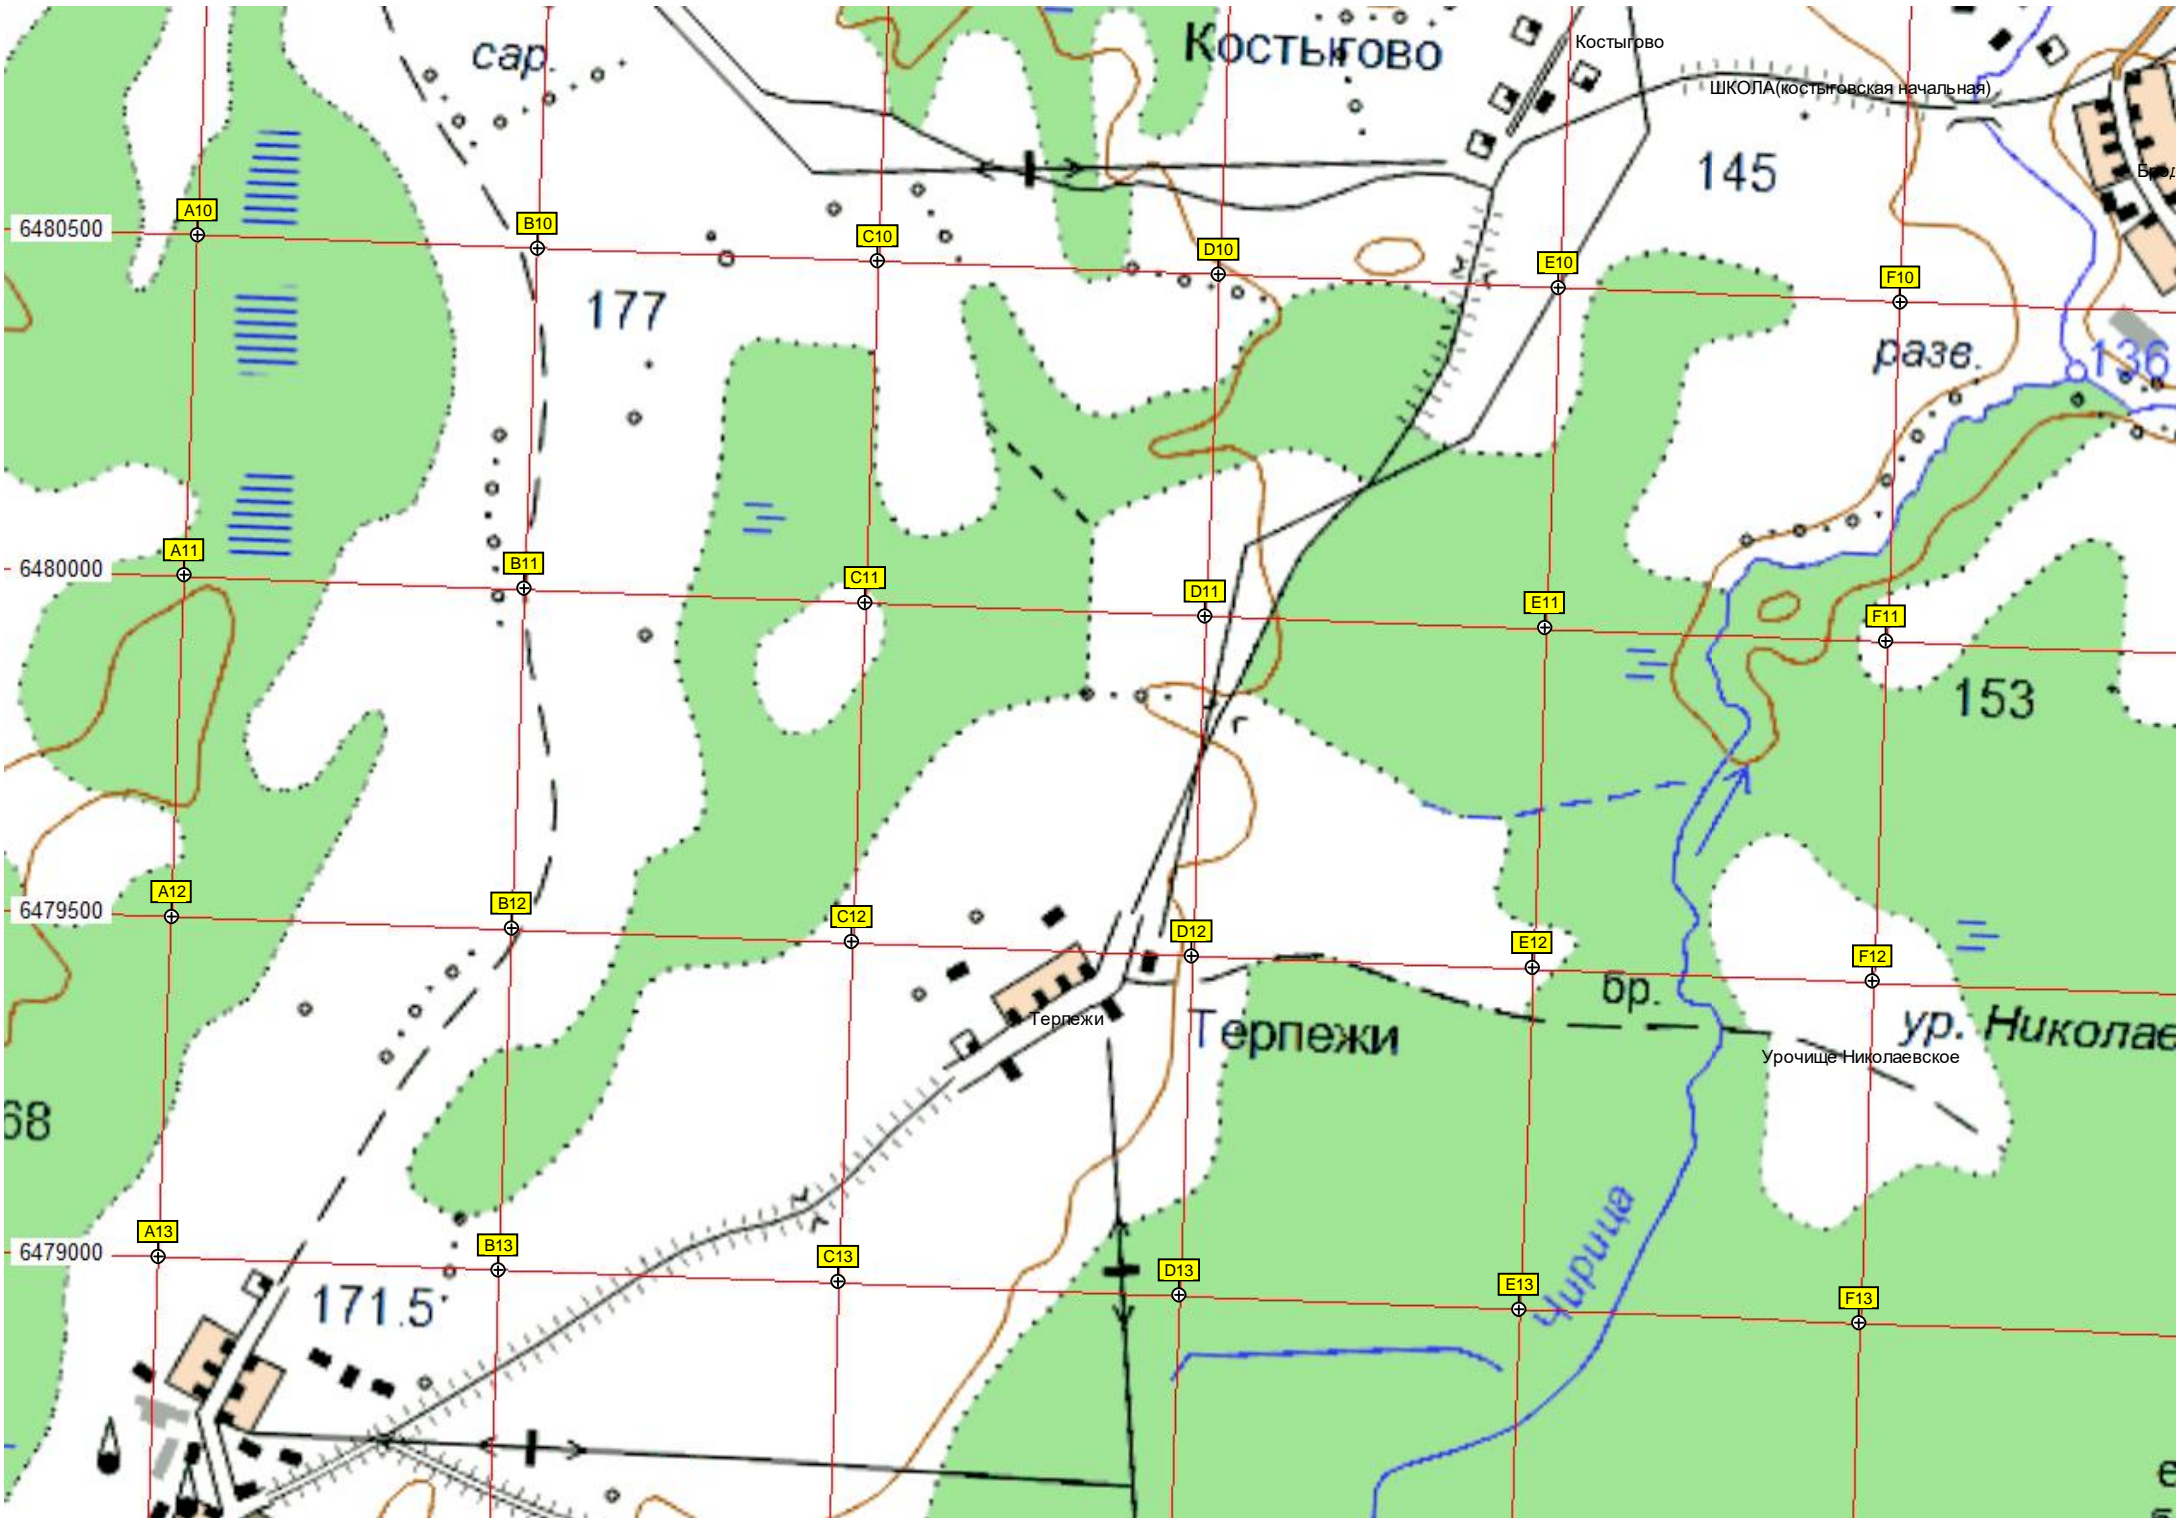 сар.
Костыгово
Костыгово
ШКОЛА(костыговская начальная)
145
A10
B10
C10
D10
E10
F10
6480500
177
разв.
136
A11
B11
C11
D11
E11
F11
6480000
153
A12
B12
C12
D12
E12
F12
6479500
бр.
Терпежи
Терпежи
ур. Николае
Урочище Николаевское
68
Чирица
A13
B13
C13
D13
E13
F13
6479000
171.5